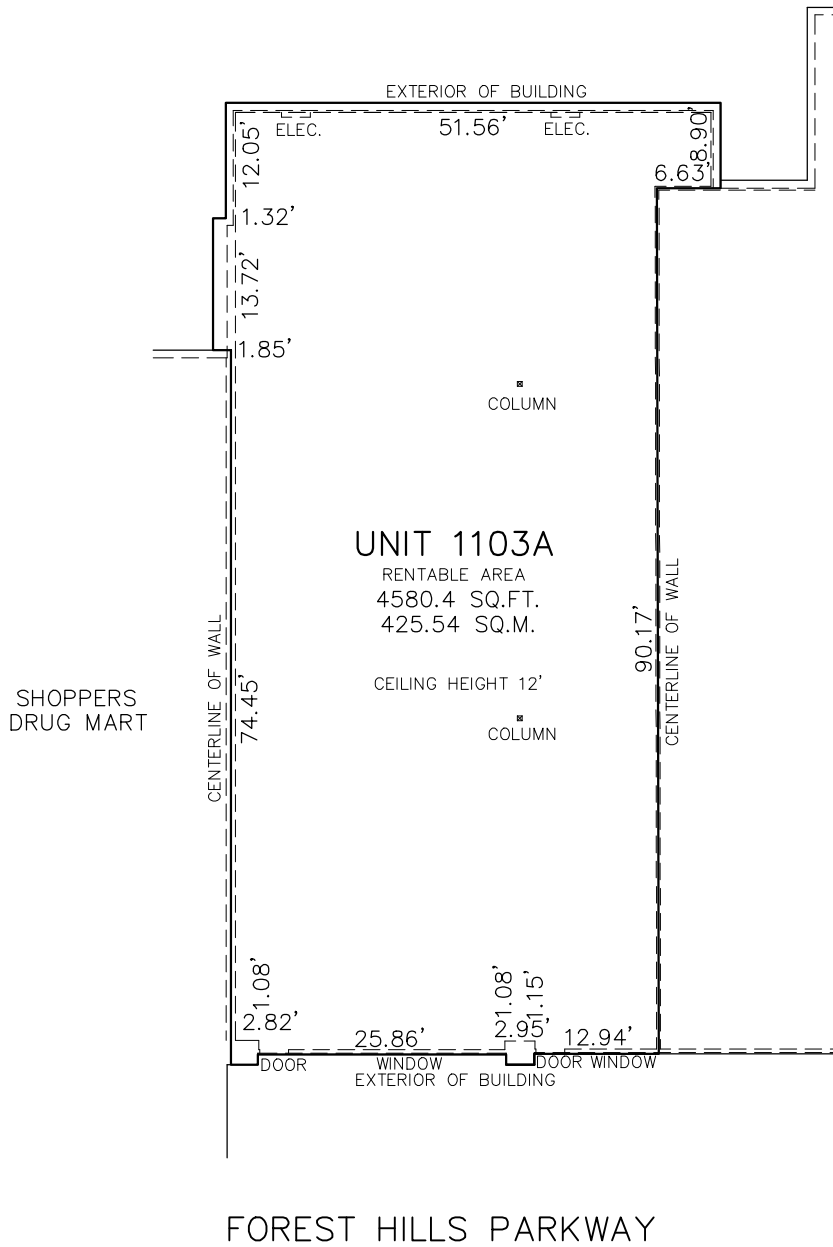 EXTERIOR OF BUILDING
ELEC.
51.56'
ELEC.
12.05'
8.90'
6.63'
1.32'
13.72'
1.85'
COLUMN
UNIT 1103A
RENTABLE AREA
4580.4 SQ.FT.
425.54 SQ.M.
CEILING HEIGHT 12'
COLUMN
SHOPPERS
DRUG MART
CENTERLINE OF WALL
74.45'
90.17'
CENTERLINE OF WALL
1.08'
2.82'
25.86'
1.08'
1.15'
2.95'
12.94'
DOOR
WINDOW
DOOR
WINDOW
EXTERIOR OF BUILDING
FOREST HILLS PARKWAY